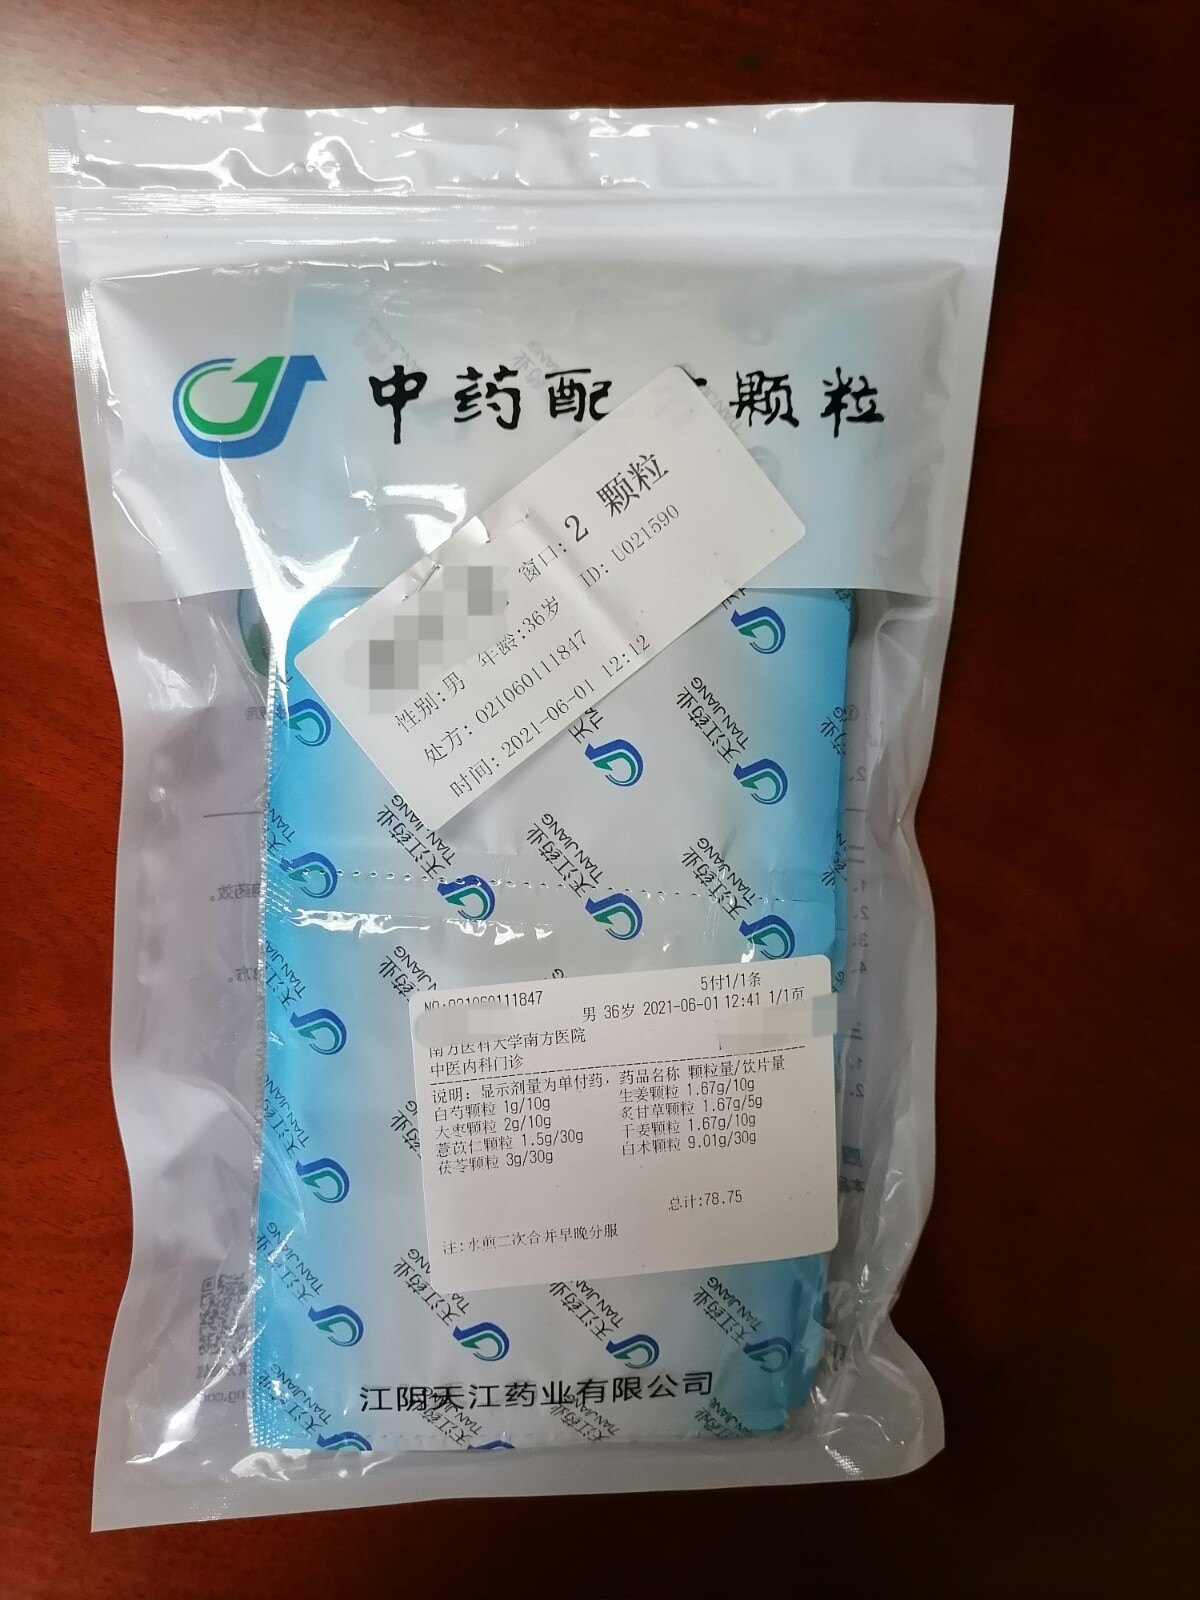 中药配 颗粒
窗口: 2 颗粒
性别:男 年龄:36岁 ID: U021590
处方: 021060111847
时间: 2021-06-01 12:12
天江药业
TIANJIANG
5付1/1条
NO:021060111847
男 36岁 2021-06-01 12:41 1/1页
南方医科大学南方医院
中医内科门诊
说明: 显示剂量为单付药, 药品名称 颗粒量/饮片量
白芍颗粒 1g/10g 生姜颗粒 1.67g/10g
大枣颗粒 2g/10g 炙甘草颗粒 1.67g/5g
薏苡仁颗粒 1.5g/30g 干姜颗粒 1.67g/10g
茯苓颗粒 3g/30g 白术颗粒 9.01g/30g
总计:78.75
注:水煎二次合并早晚分服
江阴天江药业有限公司